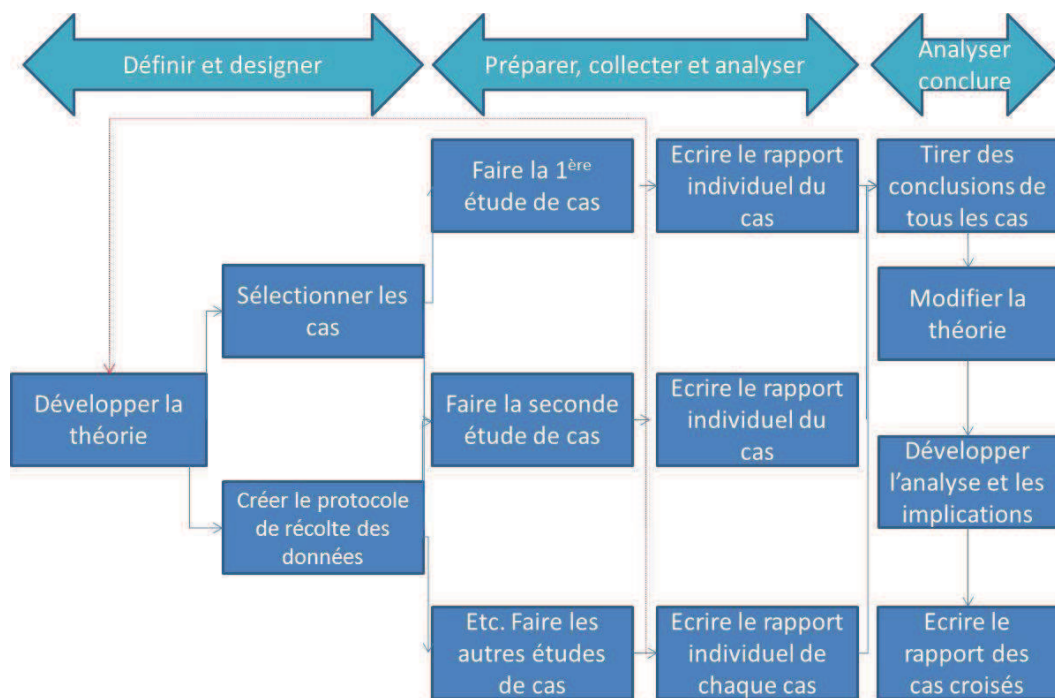 Définir et designer
Préparer, collecter et analyser
Analyser
conclure
Faire la 1ère
étude de cas
Ecrire le rapport
individuel du
cas
Tirer des
conclusions de
tous les cas
Sélectionner les
cas
Modifier la
théorie
Développer la
théorie
Faire la seconde
étude de cas
Ecrire le rapport
individuel du
cas
Développer
l'analyse et les
implications
Créer le protocole
de récolte des
données
Etc. Faire les
autres études
de cas
Ecrire le rapport
individuel de
chaque cas
Ecrire le
rapport des
cas croisés